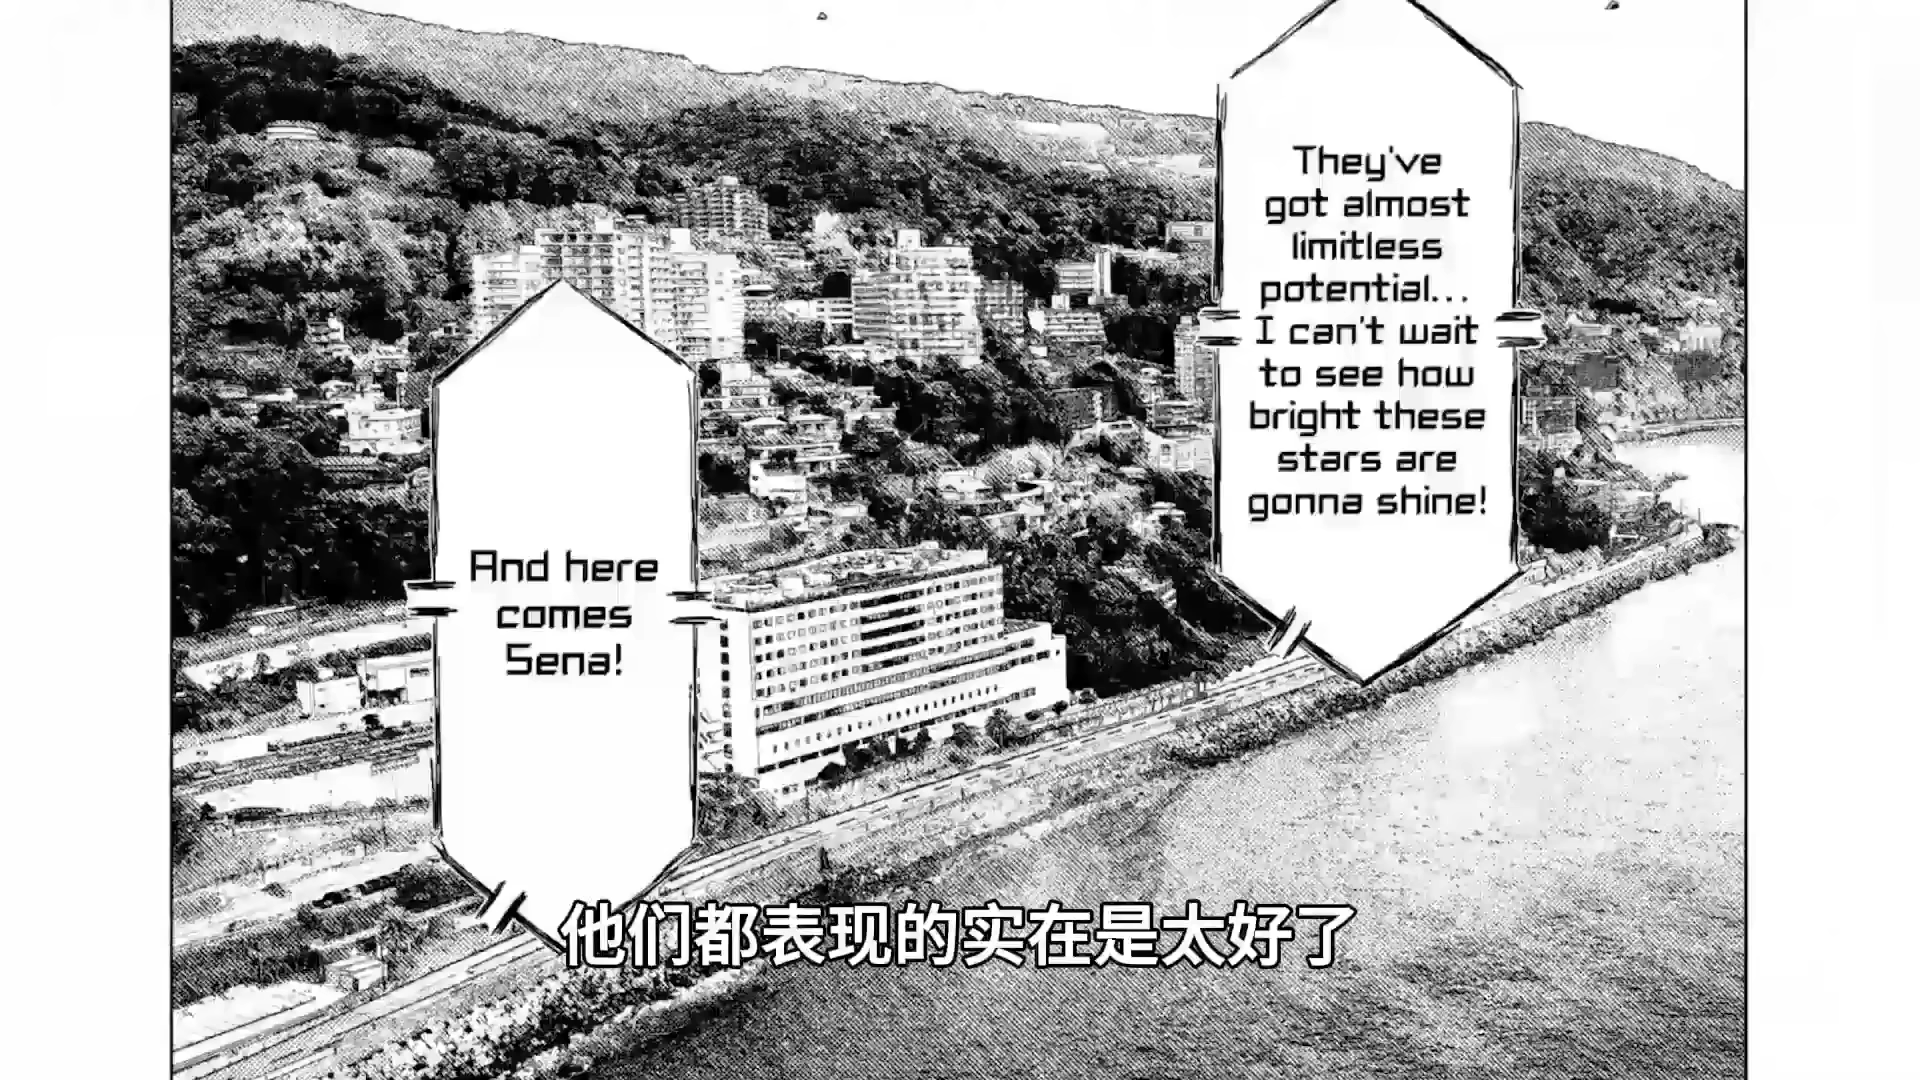 They've
got almost
limitless
potential...
I can't wait
to see how
bright these
stars are
gonna shine!
And here
comes
Sena!
他们都表现的实在是太好了